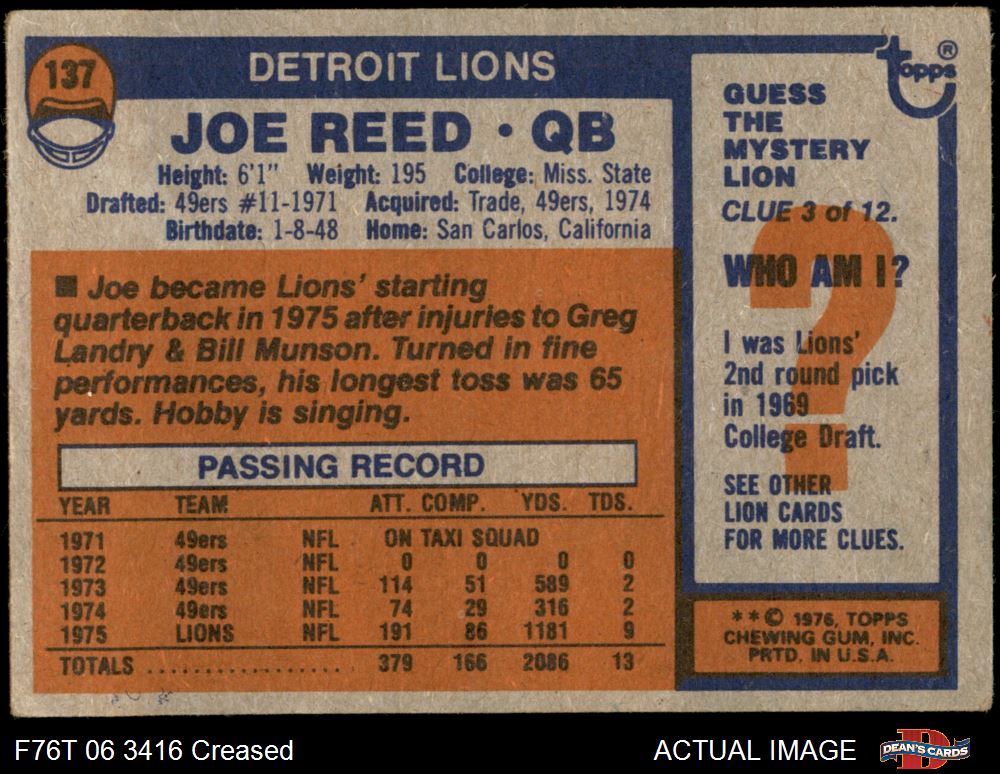 137
DETROIT LIONS
JOE REED • QB
Height: 6'1" Weight: 195 College: Miss. State
Drafted: 49ers #11-1971 Acquired: Trade, 49ers, 1974
Birthdate: 1-8-48 Home: San Carlos, California
■ Joe became Lions' starting
quarterback in 1975 after injuries to Greg
Landry & Bill Munson. Turned in fine
performances, his longest toss was 65
yards. Hobby is singing.
PASSING RECORD
YEAR TEAM ATT. COMP. YDS. TDS.
1971 49ers NFL ON TAXI SQUAD
1972 49ers NFL 0 0 0 0
1973 49ers NFL 114 51 589 2
1974 49ers NFL 74 29 316 2
1975 LIONS NFL 191 86 1181 9
TOTALS .................... 379 166 2086 13
Topps ®
GUESS
THE
MYSTERY
LION
CLUE 3 of 12.
WHO AM I?
?
I was Lions'
2nd round pick
in 1969
College Draft.
SEE OTHER
LION CARDS
FOR MORE CLUES.
**© 1976, TOPPS
CHEWING GUM, INC.
PRTD. IN U.S.A.
F76T 06 3416 Creased
ACTUAL IMAGE
D
DEAN'S CARDS